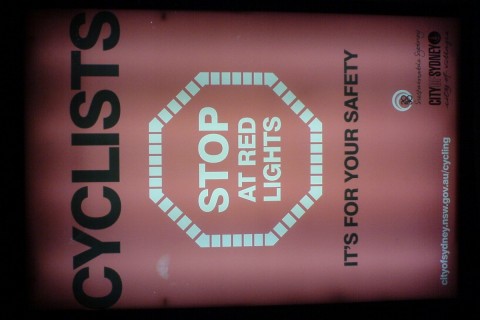 CYCLISTS
STOP
AT RED
LIGHTS
IT'S FOR YOUR SAFETY
CITY OF SYDNEY
cityofsydney.nsw.gov.au/cycling